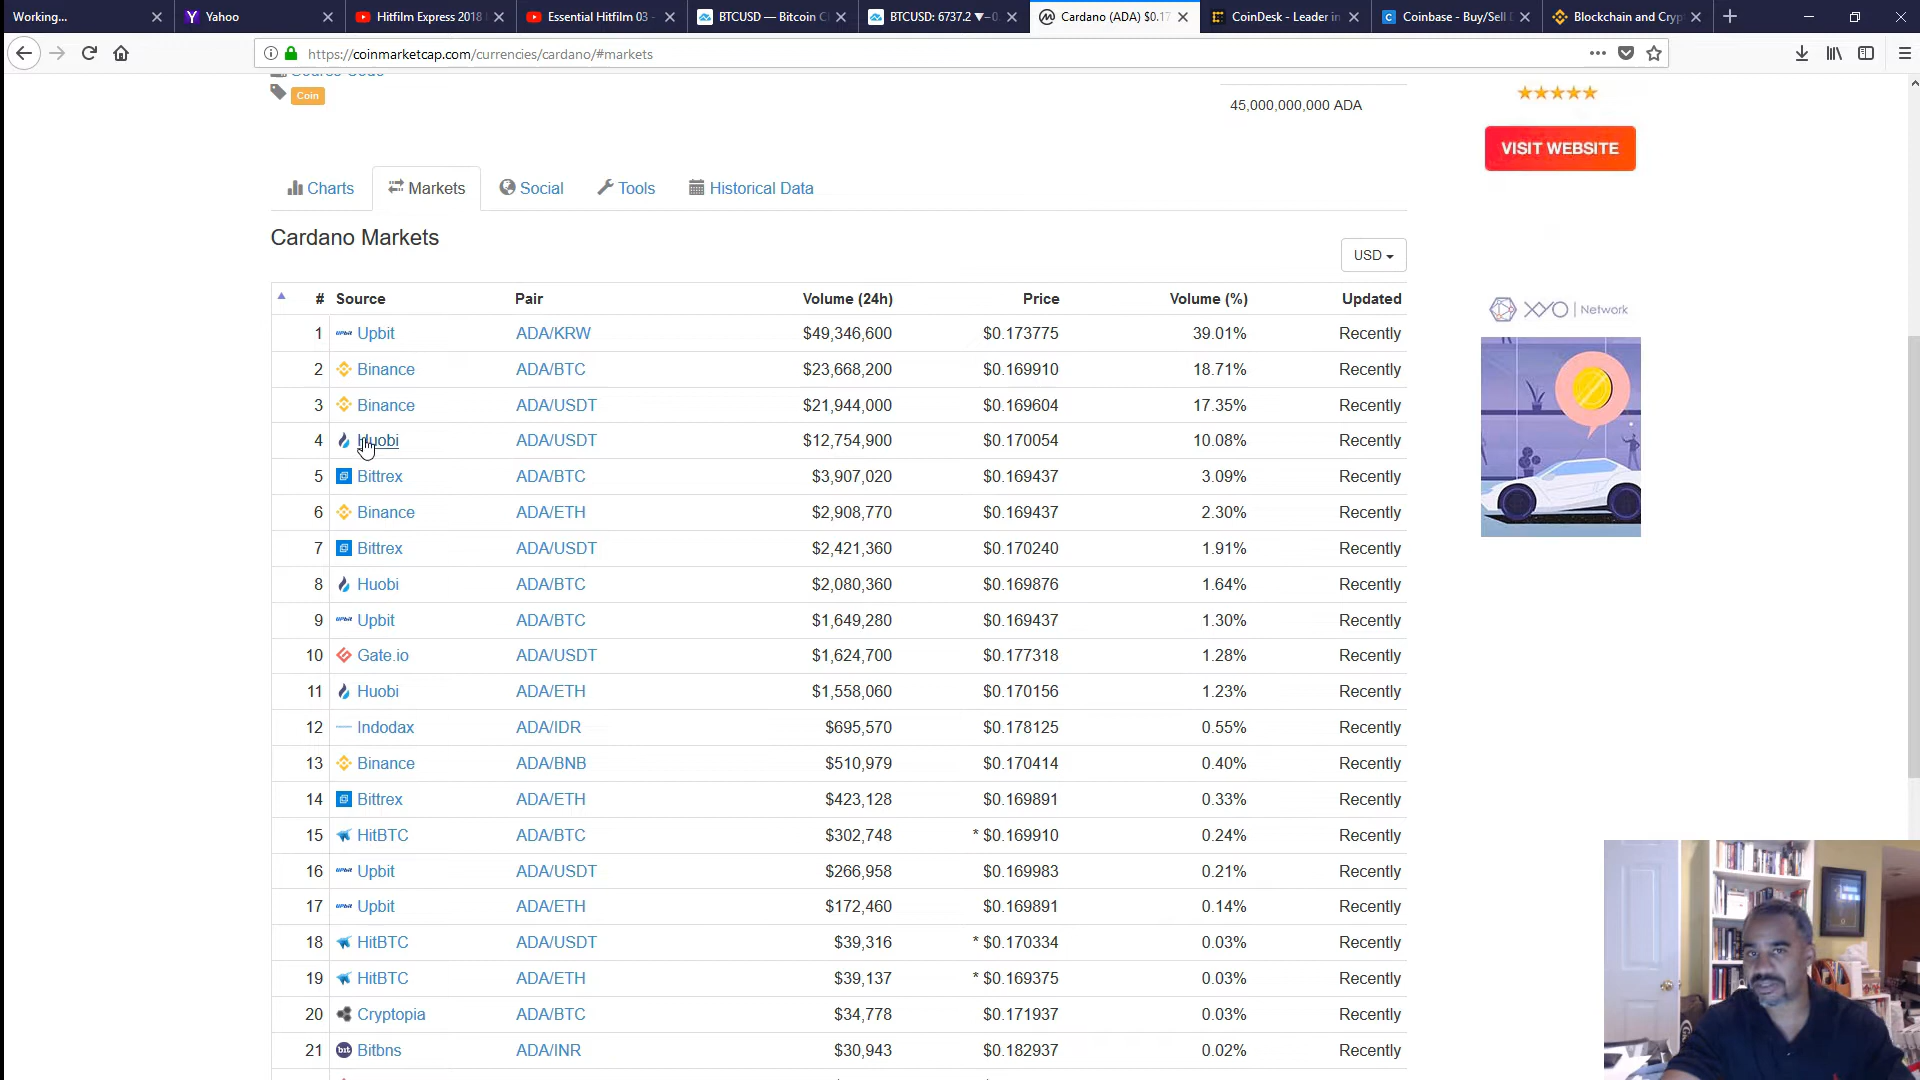 Working...
Yahoo
Hitfilm Express 2018
Essential Hitfilm 03 -
BTCUSD — Bitcoin C
BTCUSD: 6737.2 ▼−0
Cardano (ADA) $0.17
CoinDesk - Leader in
Coinbase - Buy/Sell
Blockchain and Cryp
https://coinmarketcap.com/currencies/cardano/#markets
Source Code
Coin
45,000,000,000 ADA
VISIT WEBSITE
Charts
Markets
Social
Tools
Historical Data
Cardano Markets
USD
# Source Pair Volume (24h) Price Volume (%) Updated
1 Upbit ADA/KRW $49,346,600 $0.173775 39.01% Recently
2 Binance ADA/BTC $23,668,200 $0.169910 18.71% Recently
3 Binance ADA/USDT $21,944,000 $0.169604 17.35% Recently
4 Huobi ADA/USDT $12,754,900 $0.170054 10.08% Recently
5 Bittrex ADA/BTC $3,907,020 $0.169437 3.09% Recently
6 Binance ADA/ETH $2,908,770 $0.169437 2.30% Recently
7 Bittrex ADA/USDT $2,421,360 $0.170240 1.91% Recently
8 Huobi ADA/BTC $2,080,360 $0.169876 1.64% Recently
9 Upbit ADA/BTC $1,649,280 $0.169437 1.30% Recently
10 Gate.io ADA/USDT $1,624,700 $0.177318 1.28% Recently
11 Huobi ADA/ETH $1,558,060 $0.170156 1.23% Recently
12 Indodax ADA/IDR $695,570 $0.178125 0.55% Recently
13 Binance ADA/BNB $510,979 $0.170414 0.40% Recently
14 Bittrex ADA/ETH $423,128 $0.169891 0.33% Recently
15 HitBTC ADA/BTC $302,748 * $0.169910 0.24% Recently
16 Upbit ADA/USDT $266,958 $0.169983 0.21% Recently
17 Upbit ADA/ETH $172,460 $0.169891 0.14% Recently
18 HitBTC ADA/USDT $39,316 * $0.170334 0.03% Recently
19 HitBTC ADA/ETH $39,137 * $0.169375 0.03% Recently
20 Cryptopia ADA/BTC $34,778 $0.171937 0.03% Recently
21 Bitbns ADA/INR $30,943 $0.182937 0.02% Recently
XYO | Network